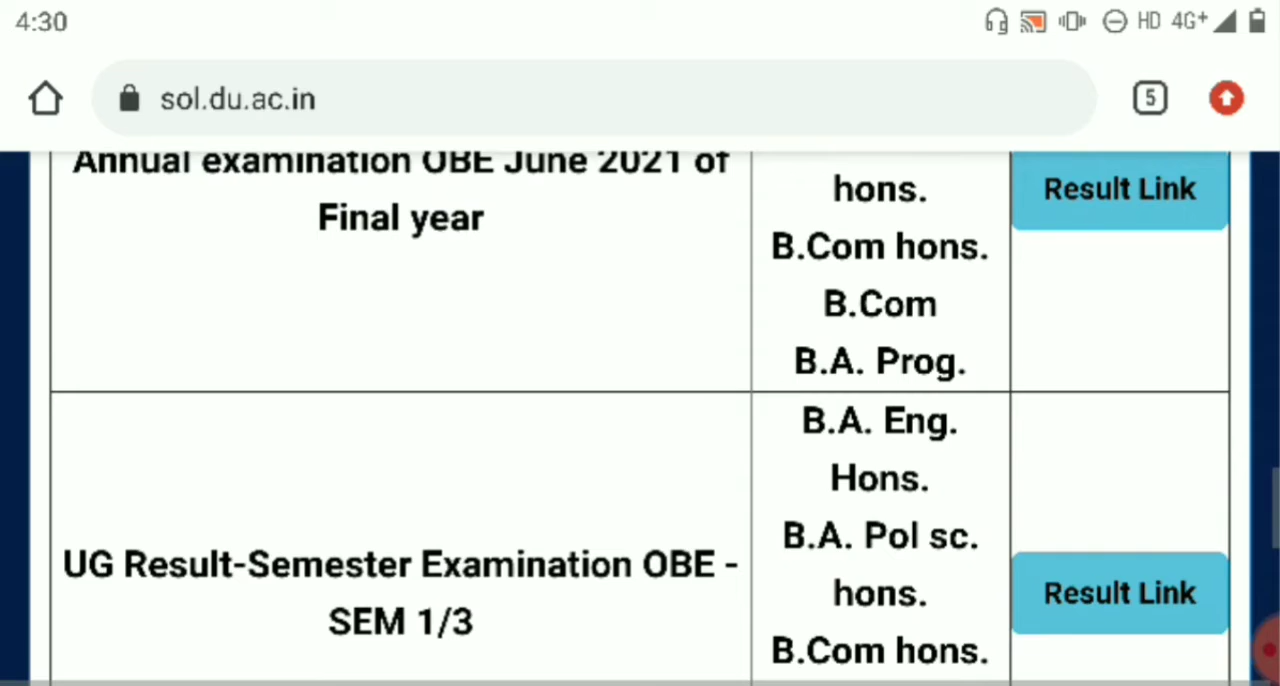 4:30
HD 4G+
sol.du.ac.in
5
Annual examination OBE June 2021 of
Final year
hons.
B.Com hons.
B.Com
B.A. Prog.
Result Link
UG Result-Semester Examination OBE -
SEM 1/3
B.A. Eng.
Hons.
B.A. Pol sc.
hons.
B.Com hons.
Result Link